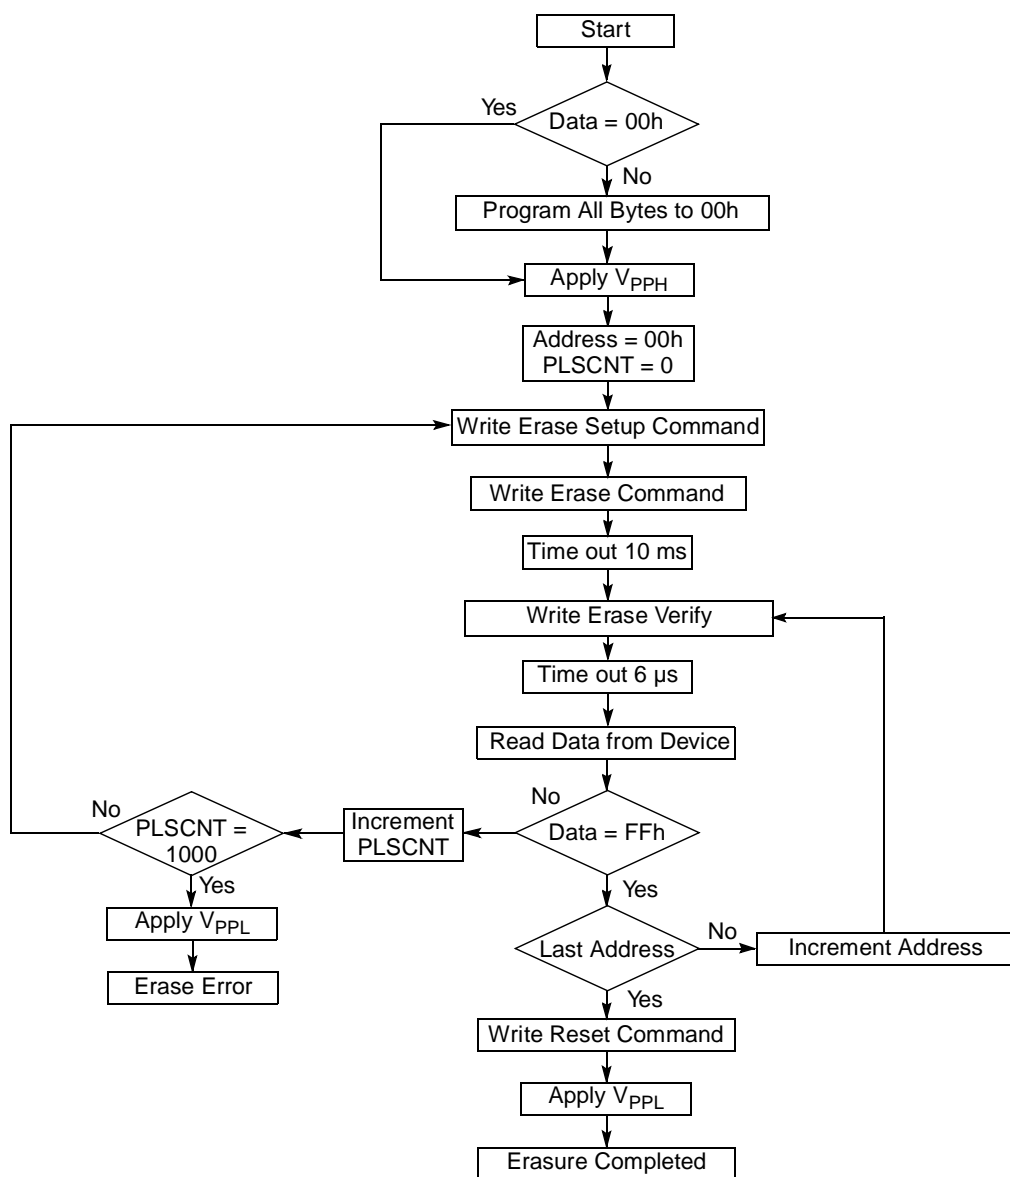 Start
Yes
Data = 00h
No
Program All Bytes to 00h
Apply VPPH
Address = 00h
PLSCNT = 0
Write Erase Setup Command
Write Erase Command
Time out 10 ms
Write Erase Verify
Time out 6 µs
Read Data from Device
No
PLSCNT =
1000
Increment
PLSCNT
No
Data = FFh
Yes
Apply VPPL
Erase Error
Yes
Last Address
No
Increment Address
Yes
Write Reset Command
Apply VPPL
Erasure Completed